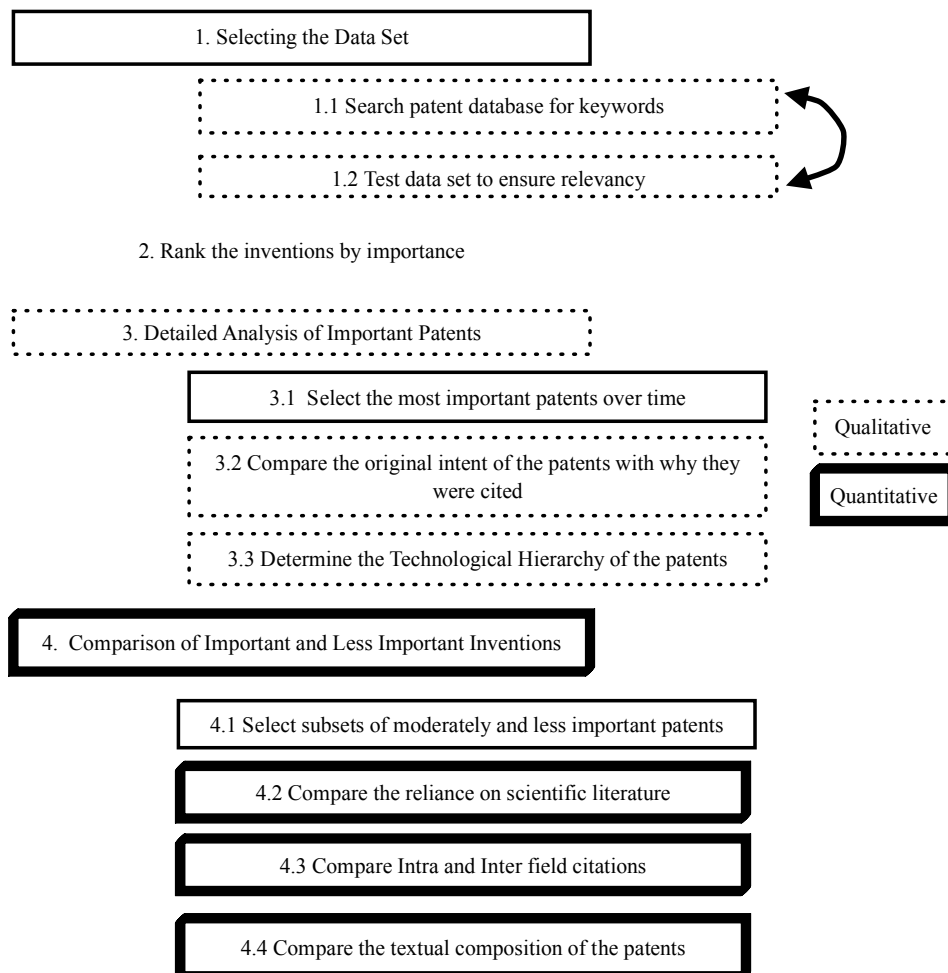 1. Selecting the Data Set
1.1 Search patent database for keywords
1.2 Test data set to ensure relevancy
2. Rank the inventions by importance
3. Detailed Analysis of Important Patents
3.1 Select the most important patents over time
3.2 Compare the original intent of the patents with why they
were cited
3.3 Determine the Technological Hierarchy of the patents
Qualitative
Quantitative
4. Comparison of Important and Less Important Inventions
4.1 Select subsets of moderately and less important patents
4.2 Compare the reliance on scientific literature
4.3 Compare Intra and Inter field citations
4.4 Compare the textual composition of the patents